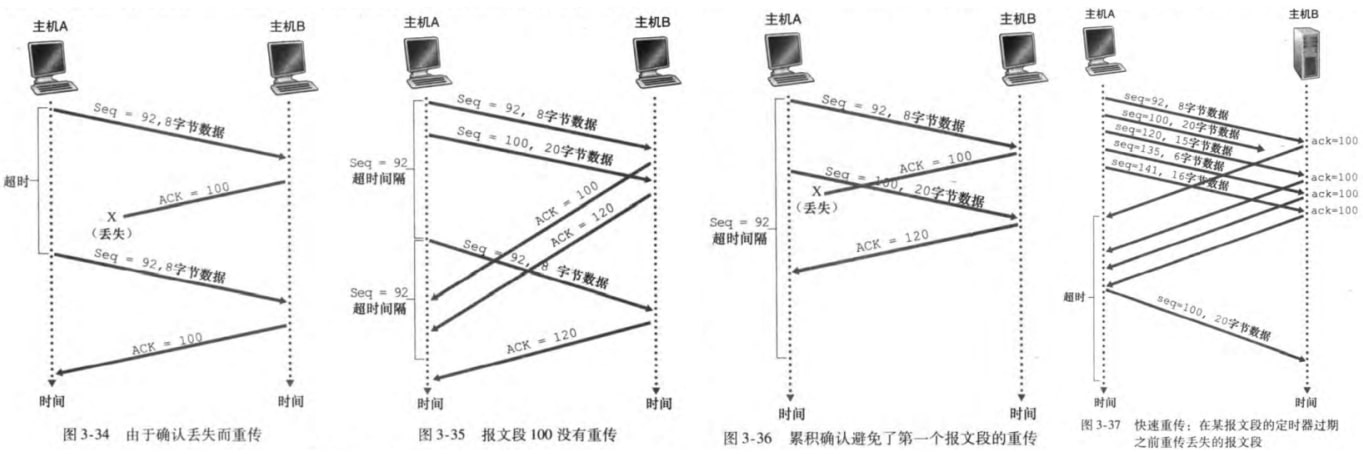 主机A
主机B
Seq = 92,8字节数据
超时
ACK = 100
X
(丢失)
Seq = 92,8字节数据
ACK = 100
时间
时间
图 3-34 由于确认丢失而重传
主机A
主机B
Seq = 92, 8字节数据
Seq = 100, 20字节数据
Seq = 92
超时间隔
ACK = 100
ACK = 120
Seq = 92, 8 字节数据
Seq = 92
超时间隔
ACK = 120
时间
时间
图 3-35 报文段 100 没有重传
主机A
主机B
Seq = 92, 8字节数据
ACK = 100
X
(丢失)
Seq = 100, 20字节数据
Seq = 92
超时间隔
ACK = 120
时间
时间
图 3-36 累积确认避免了第一个报文段的重传
主机A
主机B
seq=92, 8字节数据
seq=100, 20字节数据
seq=120, 15字节数据
seq=135, 6字节数据
seq=141, 16字节数据
ack=100
ack=100
ack=100
ack=100
超时
seq=100, 20字节数据
时间
时间
图 3-37 快速重传:在某报文段的定时器过期
之前重传丢失的报文段